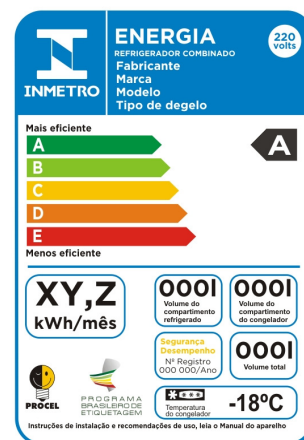 ENERGIA
REFRIGERADOR COMBINADO
Fabricante
Marca
Modelo
Tipo de degelo
220
volts
INMETRO
Mais eficiente
A
B
C
D
E
Menos eficiente
A
XY,Z
kWh/mês
000l
Volume do
compartimento
refrigerado
000l
Volume do
compartimento
do congelador
Segurança
Desempenho
Nº Registro
000 000/Ano
000l
Volume total
PROCEL
PROGRAMA
BRASILEIRO DE
ETIQUETAGEM
Temperatura
do congelador
-18ºC
Instruções de instalação e recomendações de uso, leia o Manual do aparelho